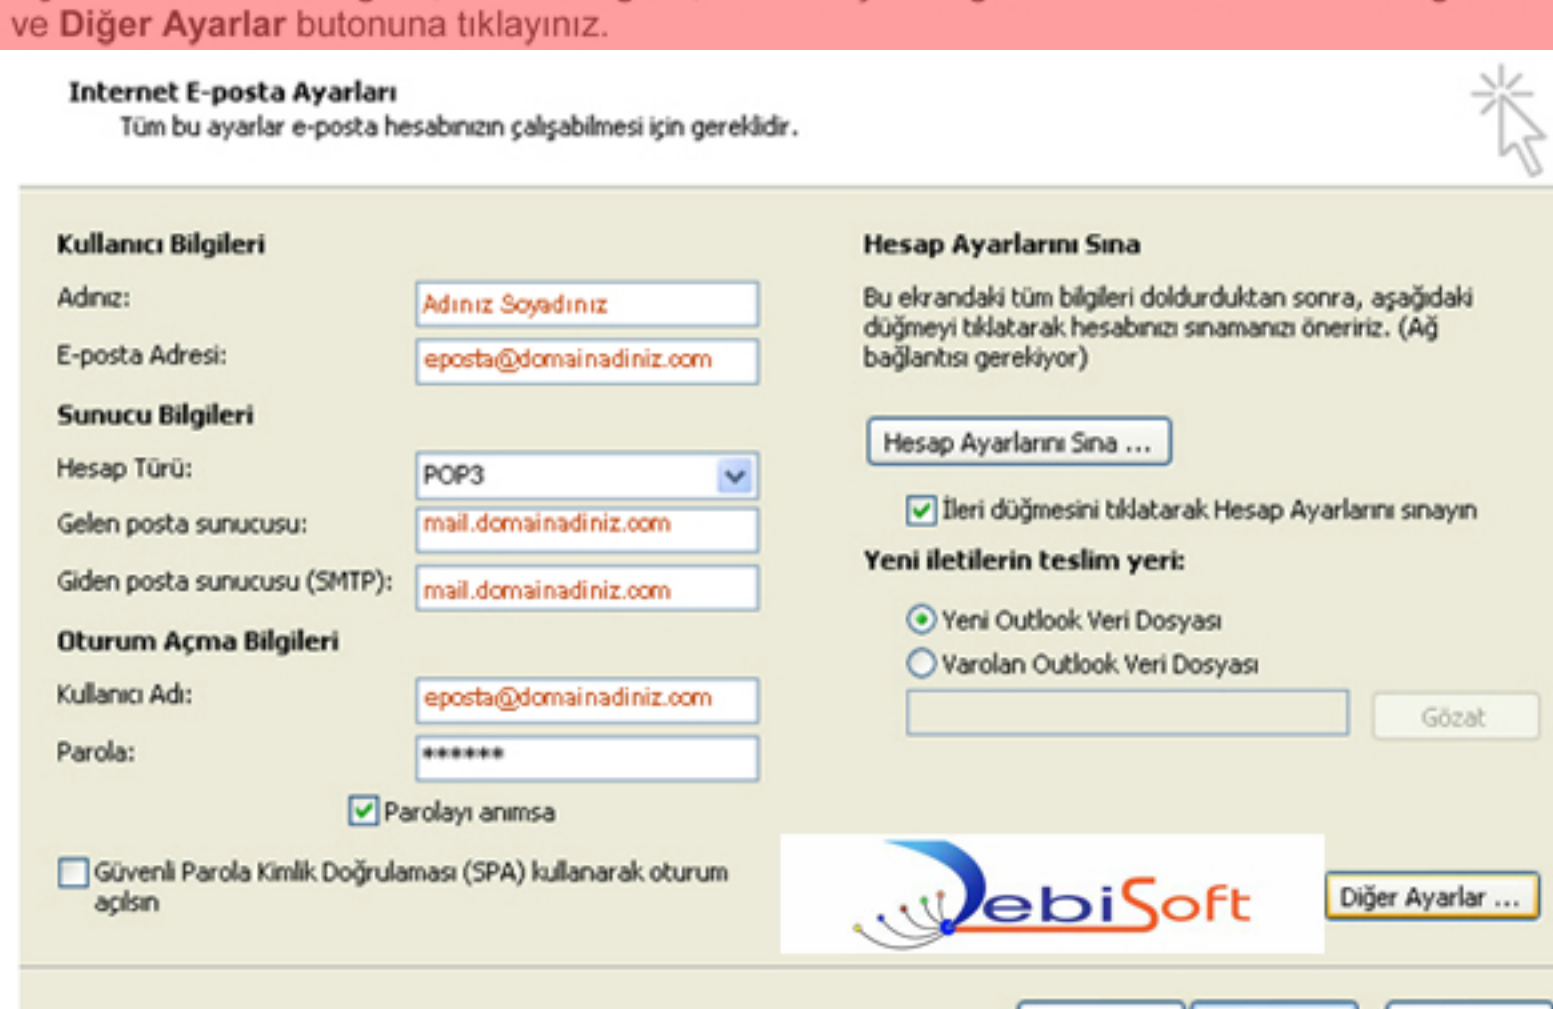 ve Diğer Ayarlar butonuna tıklayınız.
Internet E-posta Ayarları
Tüm bu ayarlar e-posta hesabınızın çalışabilmesi için gereklidir.
Kullanıcı Bilgileri
Adınız:
Adınız Soyadınız
E-posta Adresi:
eposta@domainadiniz.com
Sunucu Bilgileri
Hesap Türü:
POP3
Gelen posta sunucusu:
mail.domainadiniz.com
Giden posta sunucusu (SMTP):
mail.domainadiniz.com
Oturum Açma Bilgileri
Kullanıcı Adı:
eposta@domainadiniz.com
Parola:
******
Parolayı anımsa
Güvenli Parola Kimlik Doğrulaması (SPA) kullanarak oturum
açılsın
Hesap Ayarlarını Sına
Bu ekrandaki tüm bilgileri doldurduktan sonra, aşağıdaki
düğmeyi tıklatarak hesabınızı sınamanızı öneririz. (Ağ
bağlantısı gerekiyor)
Hesap Ayarlarını Sına ...
İleri düğmesini tıklatarak Hesap Ayarlarını sınayın
Yeni iletilerin teslim yeri:
Yeni Outlook Veri Dosyası
Varolan Outlook Veri Dosyası
Gözat
DebiSoft
Diğer Ayarlar ...